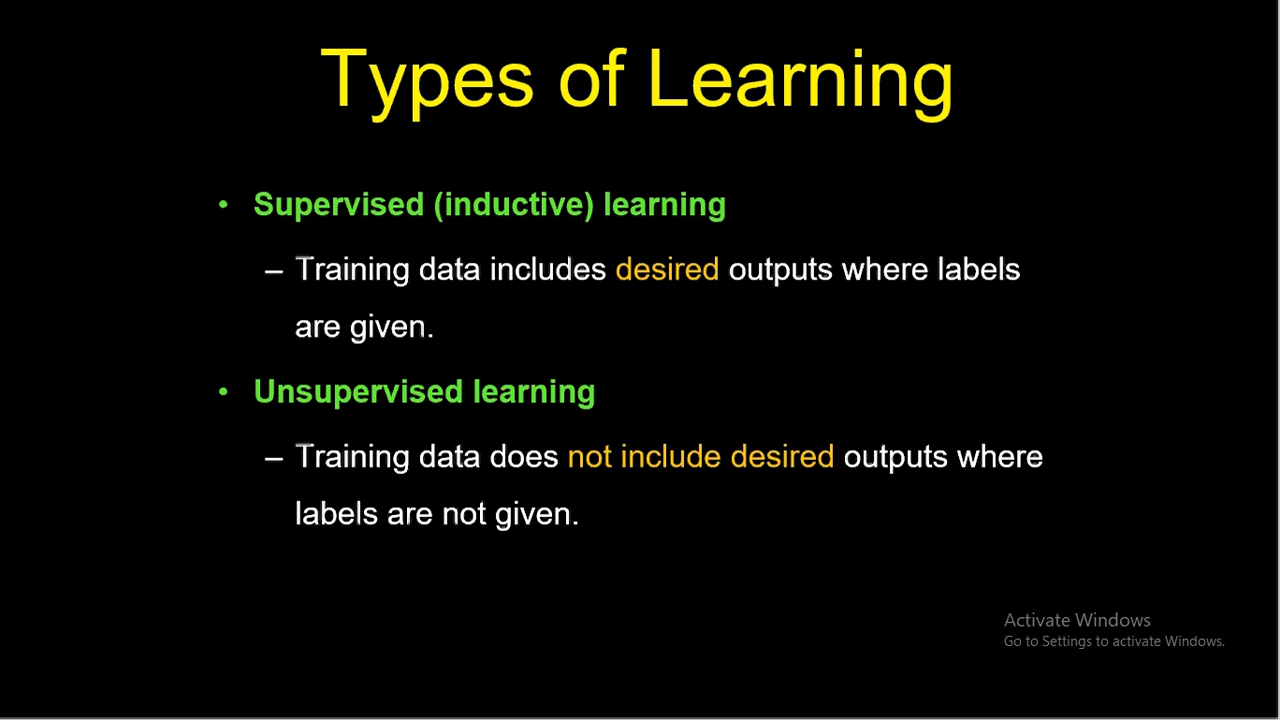 Types of Learning
• Supervised (inductive) learning
– Training data includes desired outputs where labels
are given.
• Unsupervised learning
– Training data does not include desired outputs where
labels are not given.
Activate Windows
Go to Settings to activate Windows.